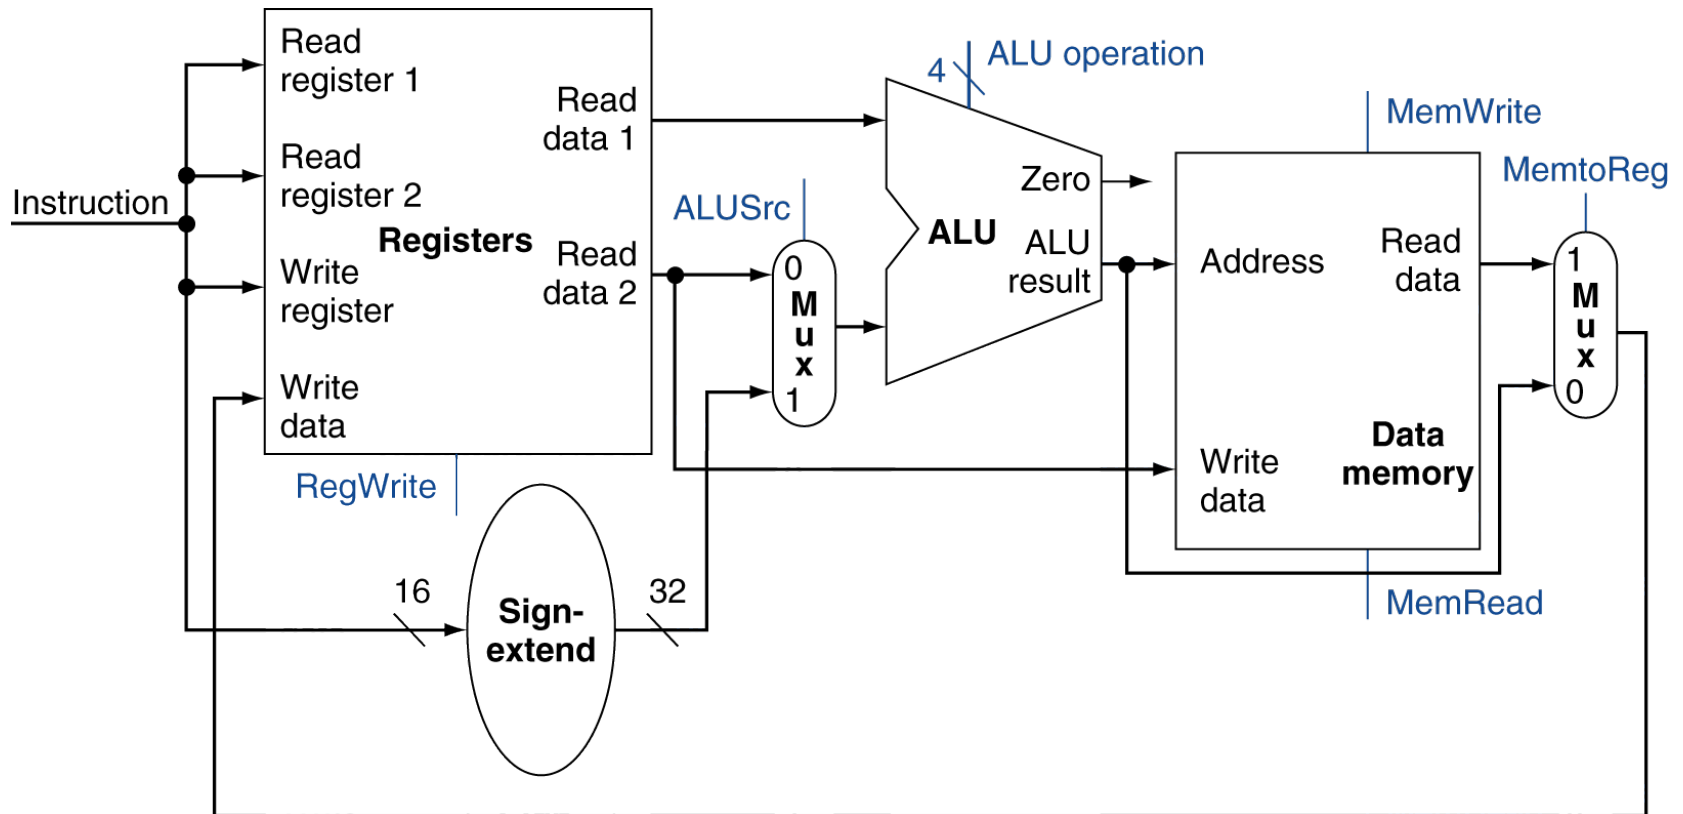 Instruction
Read
register 1
Read
register 2
Write
register
Write
data
Registers
Read
data 1
Read
data 2
RegWrite
16
Sign-
extend
32
ALUSrc
0
M
u
x
1
4
ALU operation
ALU
Zero
ALU
result
MemWrite
Address
Write
data
Read
data
Data
memory
MemRead
MemtoReg
1
M
u
x
0